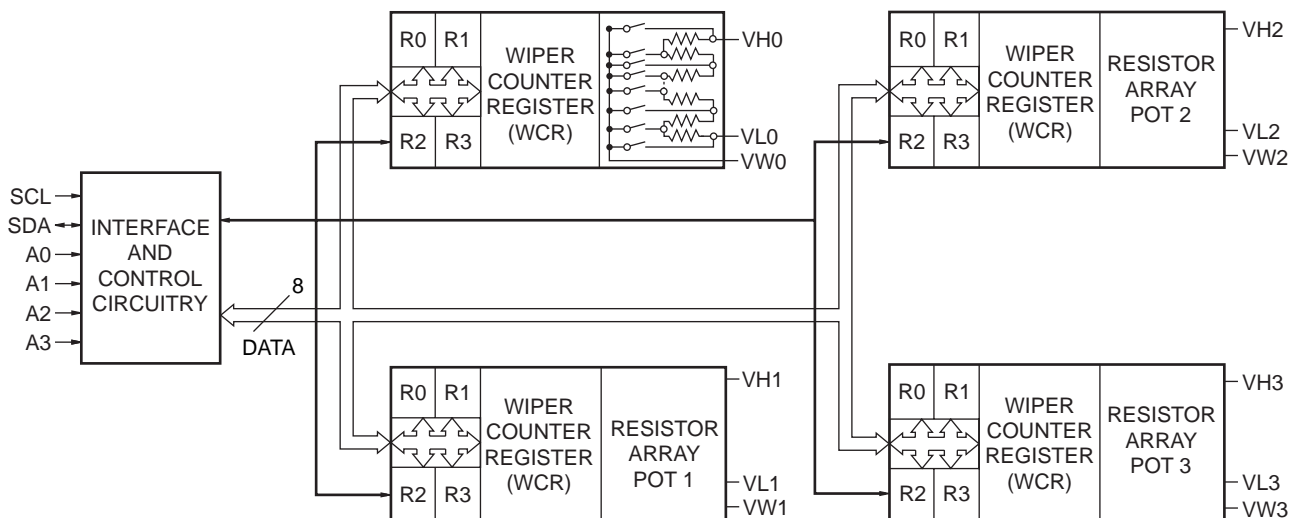 R0 R1
R2 R3
WIPER
COUNTER
REGISTER
(WCR)
VH0
VL0
VW0
R0 R1
R2 R3
WIPER
COUNTER
REGISTER
(WCR)
RESISTOR
ARRAY
POT 2
VH2
VL2
VW2
SCL
SDA
A0
A1
A2
A3
INTERFACE
AND
CONTROL
CIRCUITRY
8
DATA
R0 R1
R2 R3
WIPER
COUNTER
REGISTER
(WCR)
RESISTOR
ARRAY
POT 1
VH1
VL1
VW1
R0 R1
R2 R3
WIPER
COUNTER
REGISTER
(WCR)
RESISTOR
ARRAY
POT 3
VH3
VL3
VW3